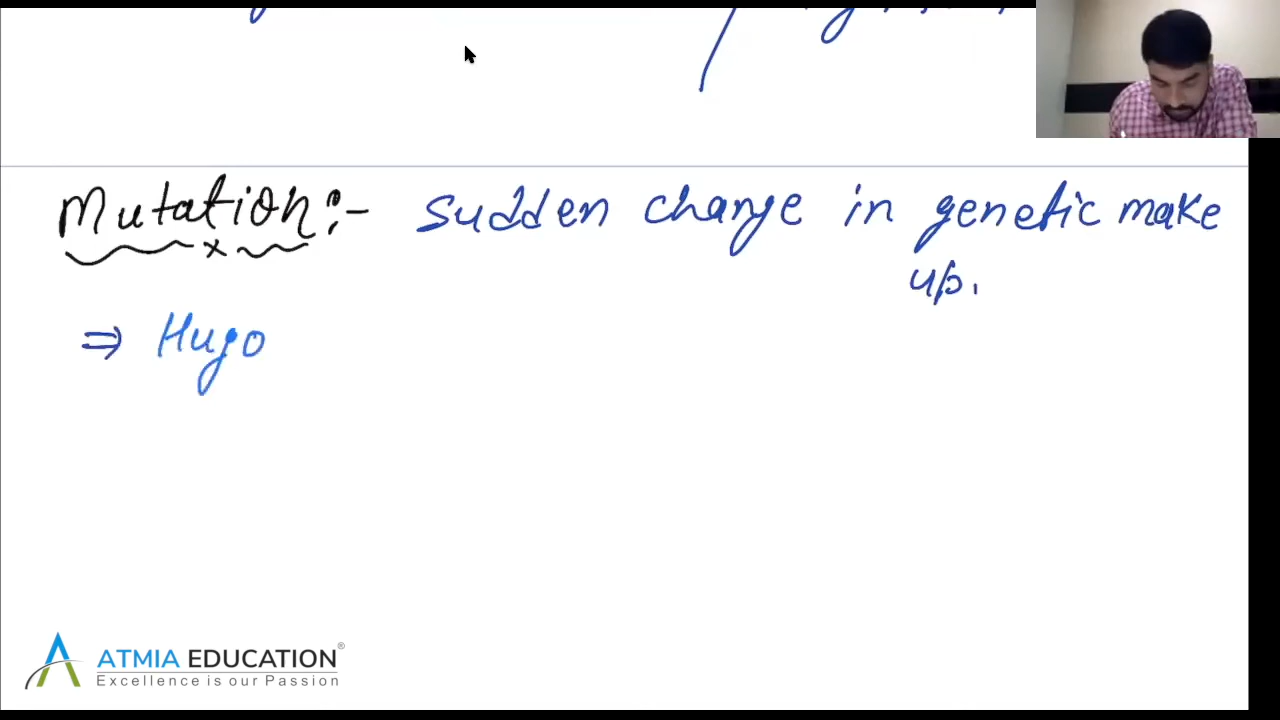 Mutation :- sudden change in genetic make
up.
⇒ Hugo
ATMIA EDUCATION®
Excellence is our Passion